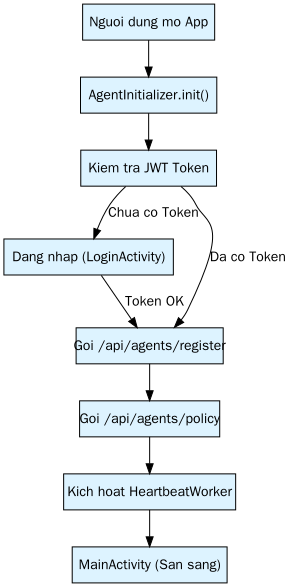 Nguoi dung mo App
AgentInitializer.init()
Kiem tra JWT Token
Chua co Token
Dang nhap (LoginActivity)
Da co Token
Token OK
Goi /api/agents/register
Goi /api/agents/policy
Kich hoat HeartbeatWorker
MainActivity (San sang)